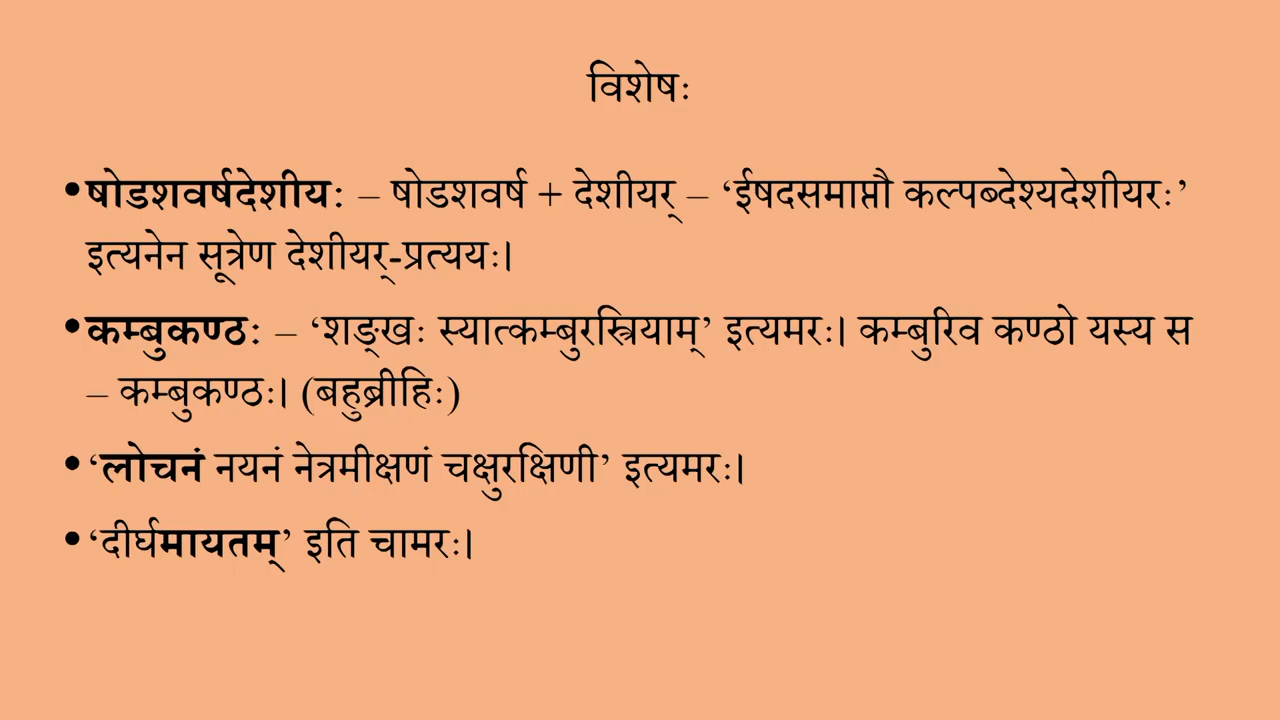 विशेषः
•षोडशवर्षदेशीयः – षोडशवर्ष + देशीयर् – ‘ईषदसमाप्तौ कल्पब्देश्यदेशीयरः’
इत्यनेन सूत्रेण देशीयर्-प्रत्ययः।
•कम्बुकण्ठः – ‘शङ्खः स्यात्कम्बुरस्त्रियाम्’ इत्यमरः। कम्बुरिव कण्ठो यस्य स
– कम्बुकण्ठः। (बहुब्रीहिः)
•‘लोचनं नयनं नेत्रमीक्षणं चक्षुरक्षिणी’ इत्यमरः।
•‘दीर्घमायतम्’ इति चामरः।